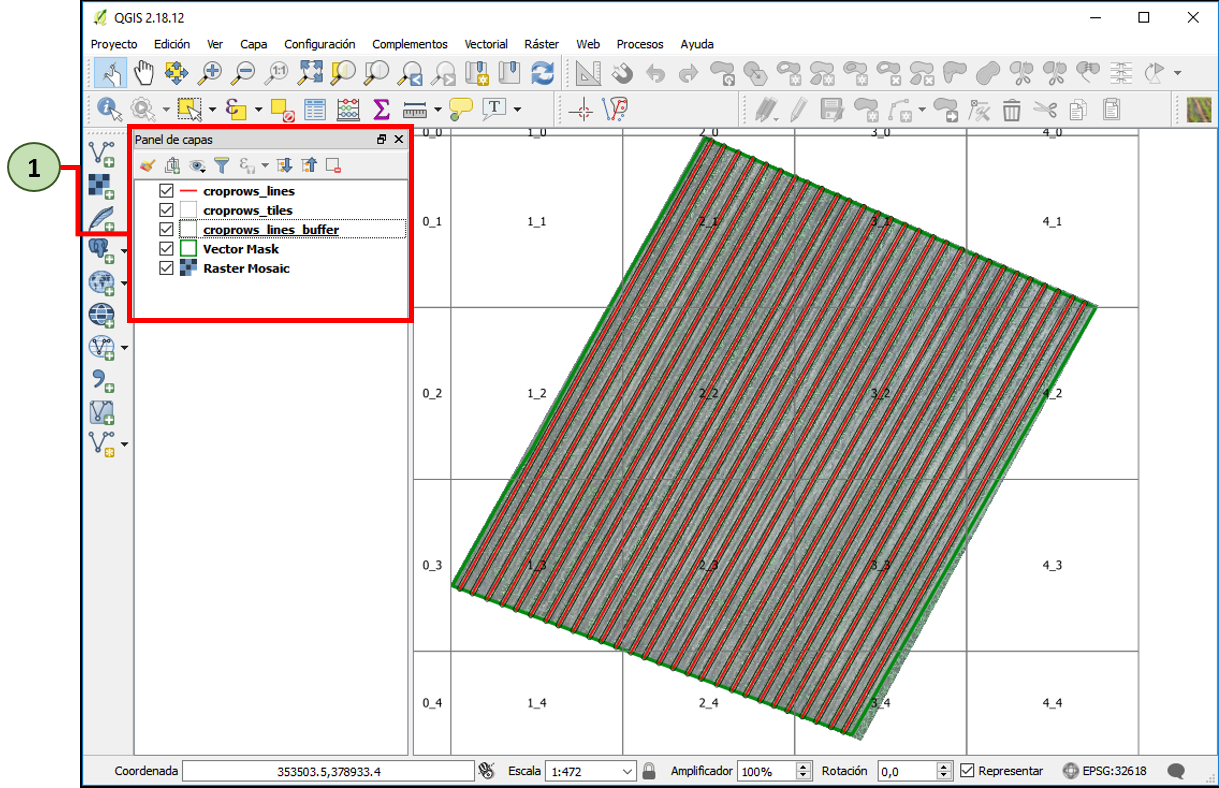 QGIS 2.18.12
Proyecto Edición Ver Capa Configuración Complementos Vectorial Ráster Web Procesos Ayuda
1:1
T
1
Panel de capas
croprows_lines
croprows_tiles
croprows_lines_buffer
Vector Mask
Raster Mosaic
0_0 1_0 2_0 3_0 4_0
0_1 1_1 2_1 3_1 4_1
0_2 1_2 2_2 3_2 4_2
0_3 1_3 2_3 3_3 4_3
0_4 1_4 2_4 3_4 4_4
Coordenada 353503.5,378933.4 Escala 1:472 Amplificador 100% Rotación 0,0 Representar EPSG:32618